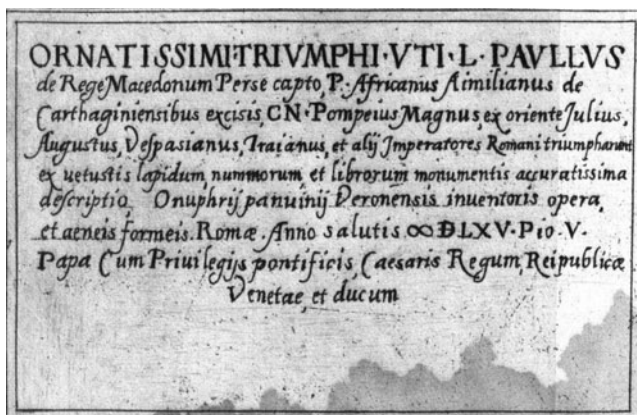 ORNATISSIMI·TRIVMPHI·VTI·L·PAVLLVS
de Rege Macedonum Perse capto, P.·Africanus Aimilianus de
Carthaginiensibus excisis, CN·Pompeius Magnus, ex oriente Julius,
Augustus, Vespasianus, Traianus, et alij Imperatores Romani triumpharunt
ex uetustis lapidum, nummorum, et librorum monumentis accuratissima
descriptio, Onuphrij panuinij Veronensis inuentoris opera,
et aeneis formeis. Romæ. Anno salutis ∞DLXV·Pio·V·
Papa Cum Priuilegijs pontificis, Caesaris Regum, Reipublicæ
Venetae, et ducum